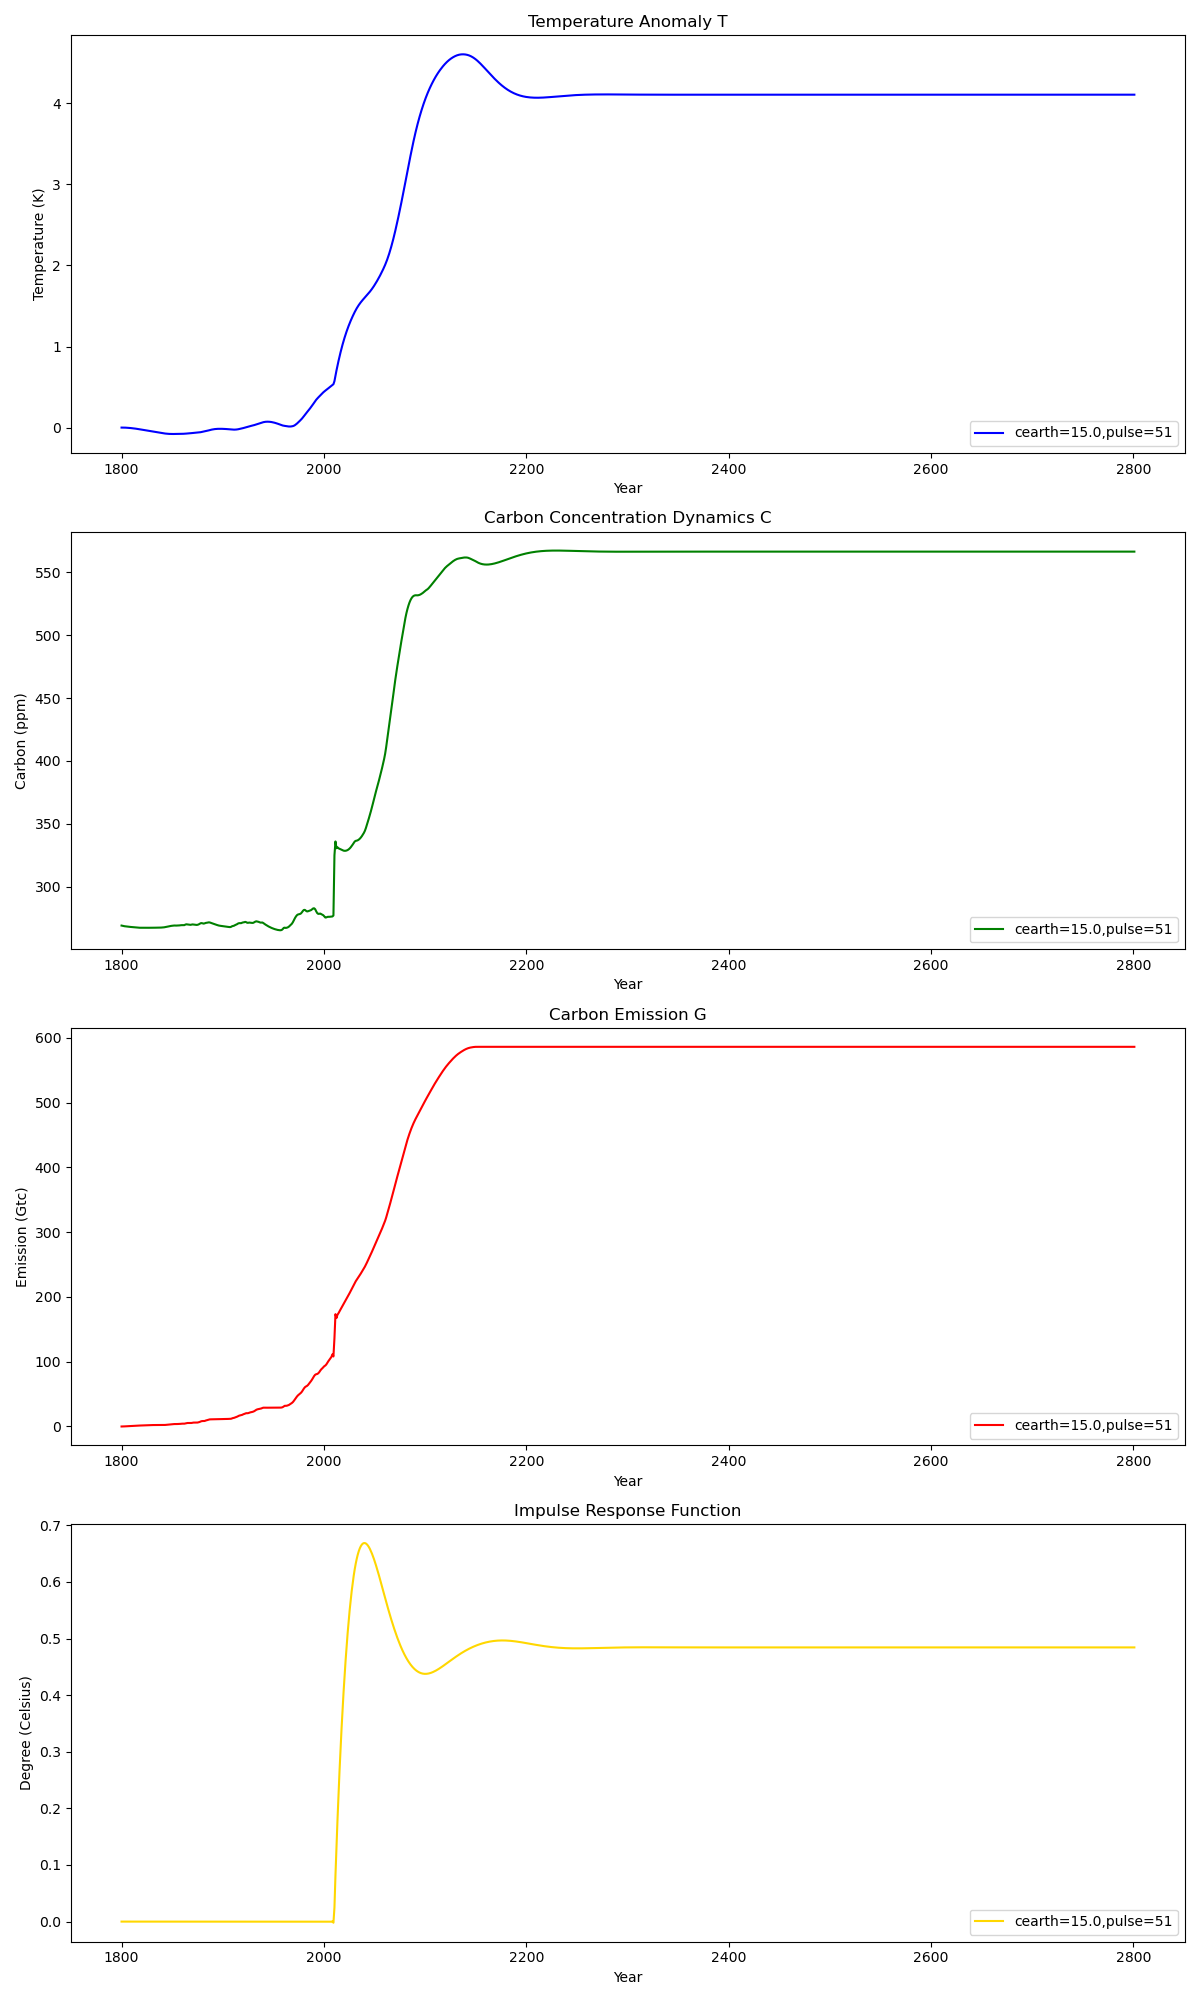 Temperature Anomaly T
Temperature (K)
4
3
2
1
0
cearth=15.0,pulse=51
1800 2000 2200 2400 2600 2800
Year
Carbon Concentration Dynamics C
Carbon (ppm)
550
500
450
400
350
300
cearth=15.0,pulse=51
1800 2000 2200 2400 2600 2800
Year
Carbon Emission G
Emission (Gtc)
600
500
400
300
200
100
0
cearth=15.0,pulse=51
1800 2000 2200 2400 2600 2800
Year
Impulse Response Function
Degree (Celsius)
0.7
0.6
0.5
0.4
0.3
0.2
0.1
0.0
cearth=15.0,pulse=51
1800 2000 2200 2400 2600 2800
Year